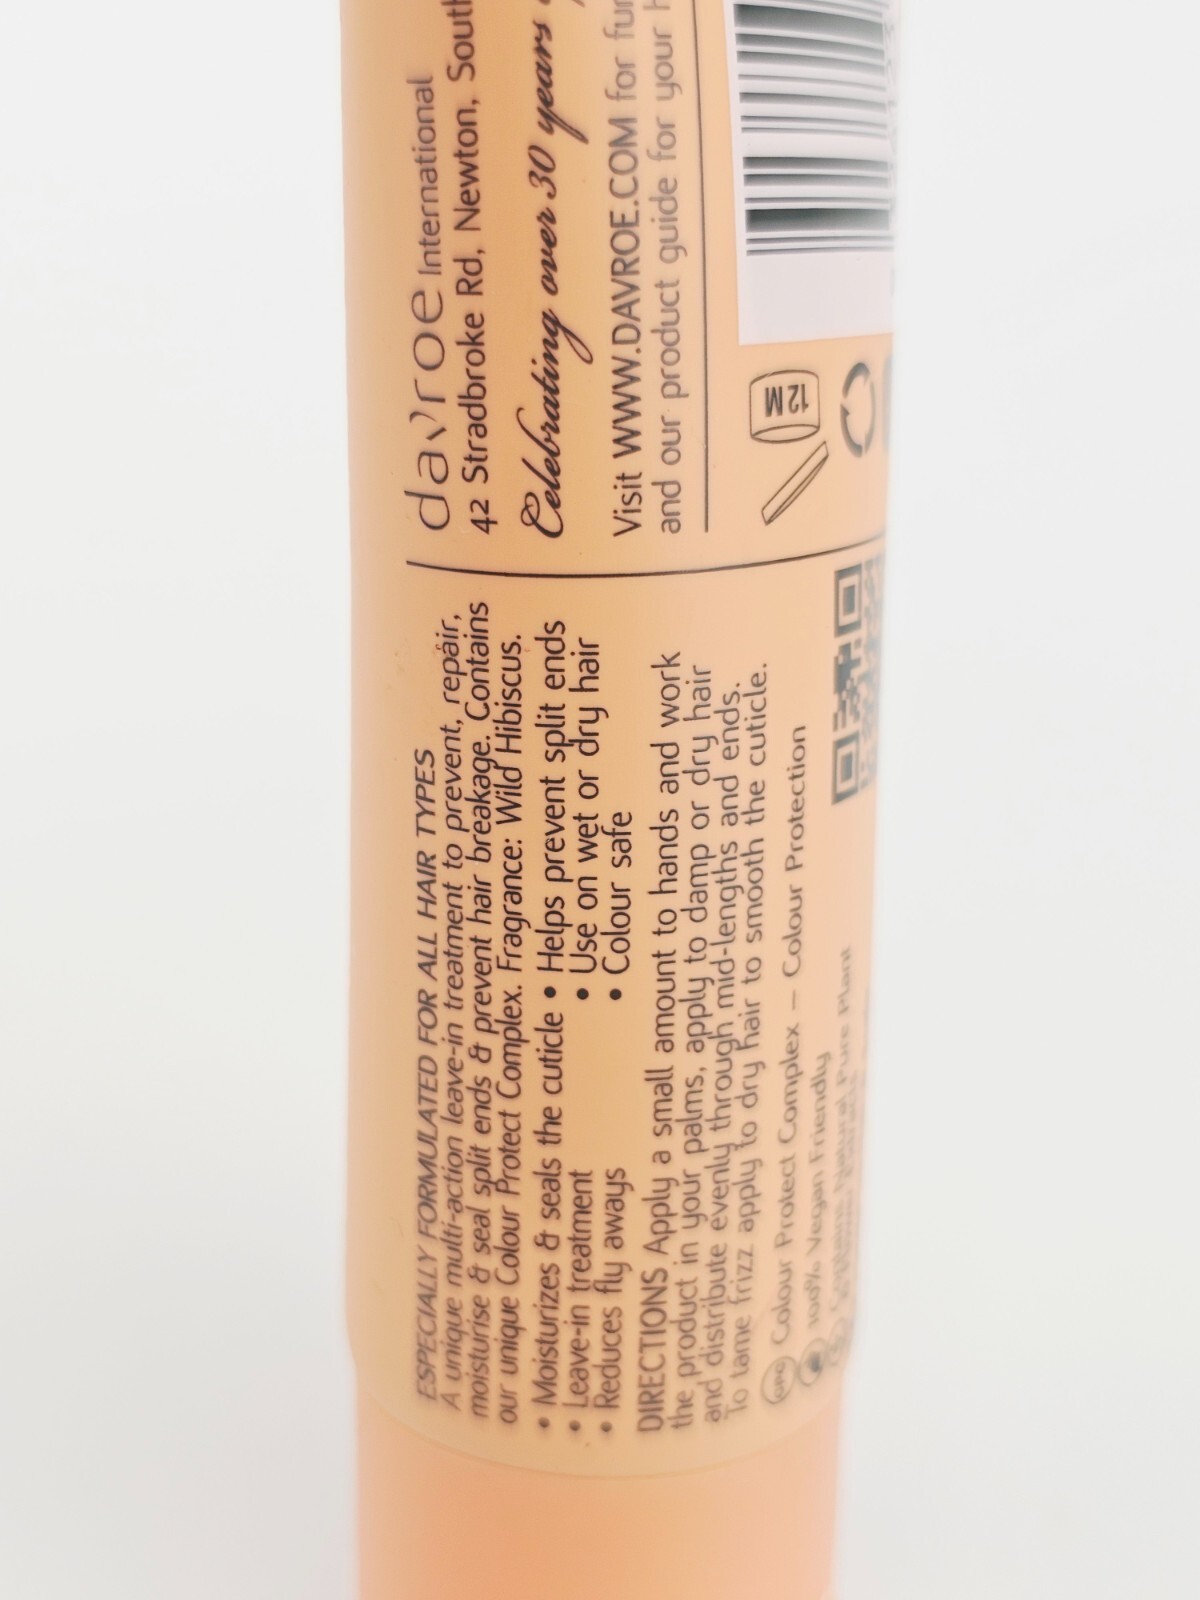 ESPECIALLY FORMULATED FOR ALL HAIR TYPES
A unique multi-action leave-in treatment to prevent, repair,
moisturise & seal split ends & prevent hair breakage. Contains
our unique Colour Protect Complex. Fragrance: Wild Hibiscus.
• Moisturizes & seals the cuticle • Helps prevent split ends
• Leave-in treatment • Use on wet or dry hair
• Reduces fly aways • Colour safe
DIRECTIONS Apply a small amount to hands and work
the product in your palms, apply to damp or dry hair
and distribute evenly through mid-lengths and ends.
To tame frizz apply to dry hair to smooth the cuticle.
CPC Colour Protect Complex – Colour Protection
100% Vegan Friendly
Contains Natural Pure Plant
davroe International
42 Stradbroke Rd, Newton, South
Celebrating over 30 years
Visit WWW.DAVROE.COM for
and our product guide for your
12M